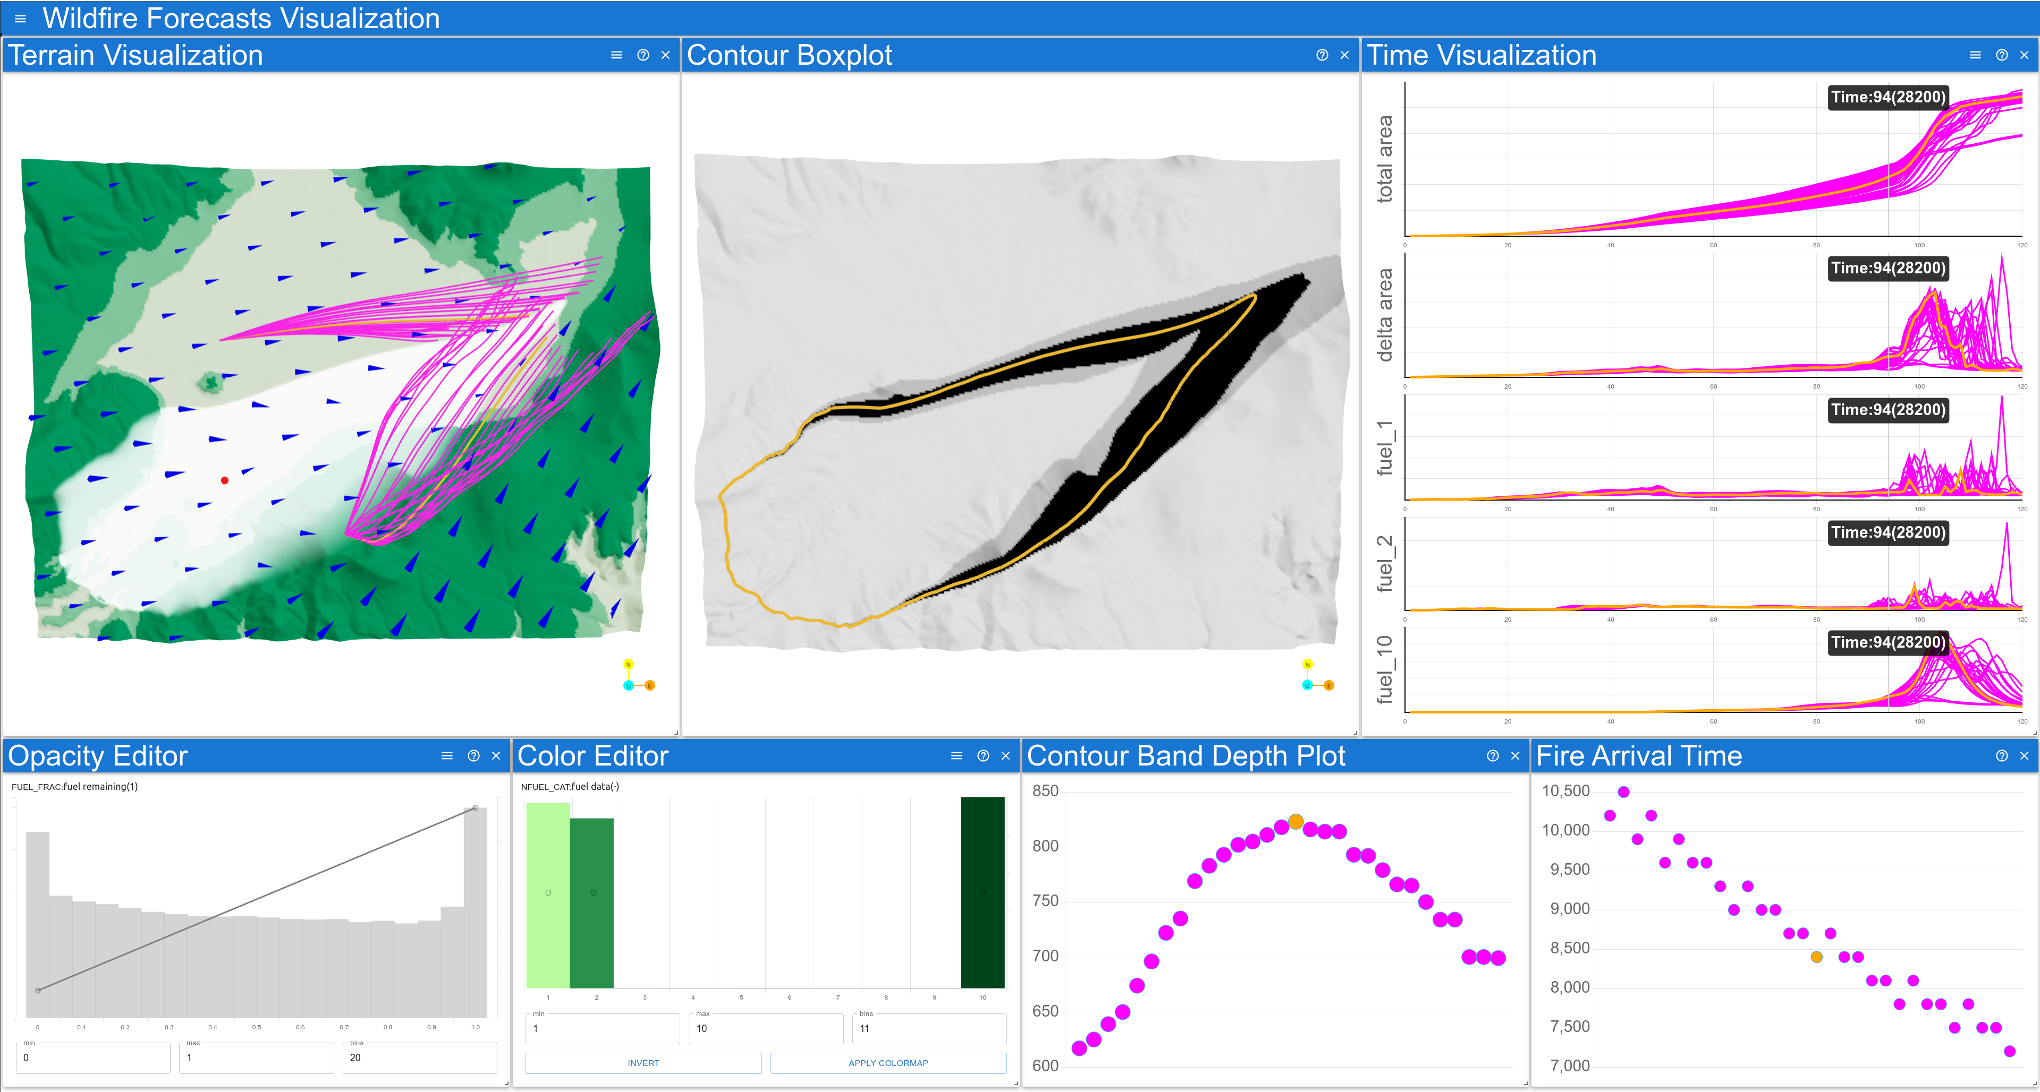 Wildfire Forecasts Visualization
Terrain Visualization
N
U
E
Contour Boxplot
N
U
E
Time Visualization
total area
Time:94(28200)
0 20 40 60 80 100 120
delta area
Time:94(28200)
0 20 40 60 80 100 120
fuel_1
Time:94(28200)
0 20 40 60 80 100 120
fuel_2
Time:94(28200)
0 20 40 60 80 100 120
fuel_10
Time:94(28200)
0 20 40 60 80 100 120
Opacity Editor
FUEL_FRAC:fuel remaining(1)
0 0.1 0.2 0.3 0.4 0.5 0.6 0.7 0.8 0.9 1.0
min max bins
0 1 20
Color Editor
NFUEL_CAT:fuel data(-)
1 2 3 4 5 6 7 8 9 10
min max bins
1 10 11
INVERT APPLY COLORMAP
Contour Band Depth Plot
850
800
750
700
650
600
Fire Arrival Time
10,500
10,000
9,500
9,000
8,500
8,000
7,500
7,000